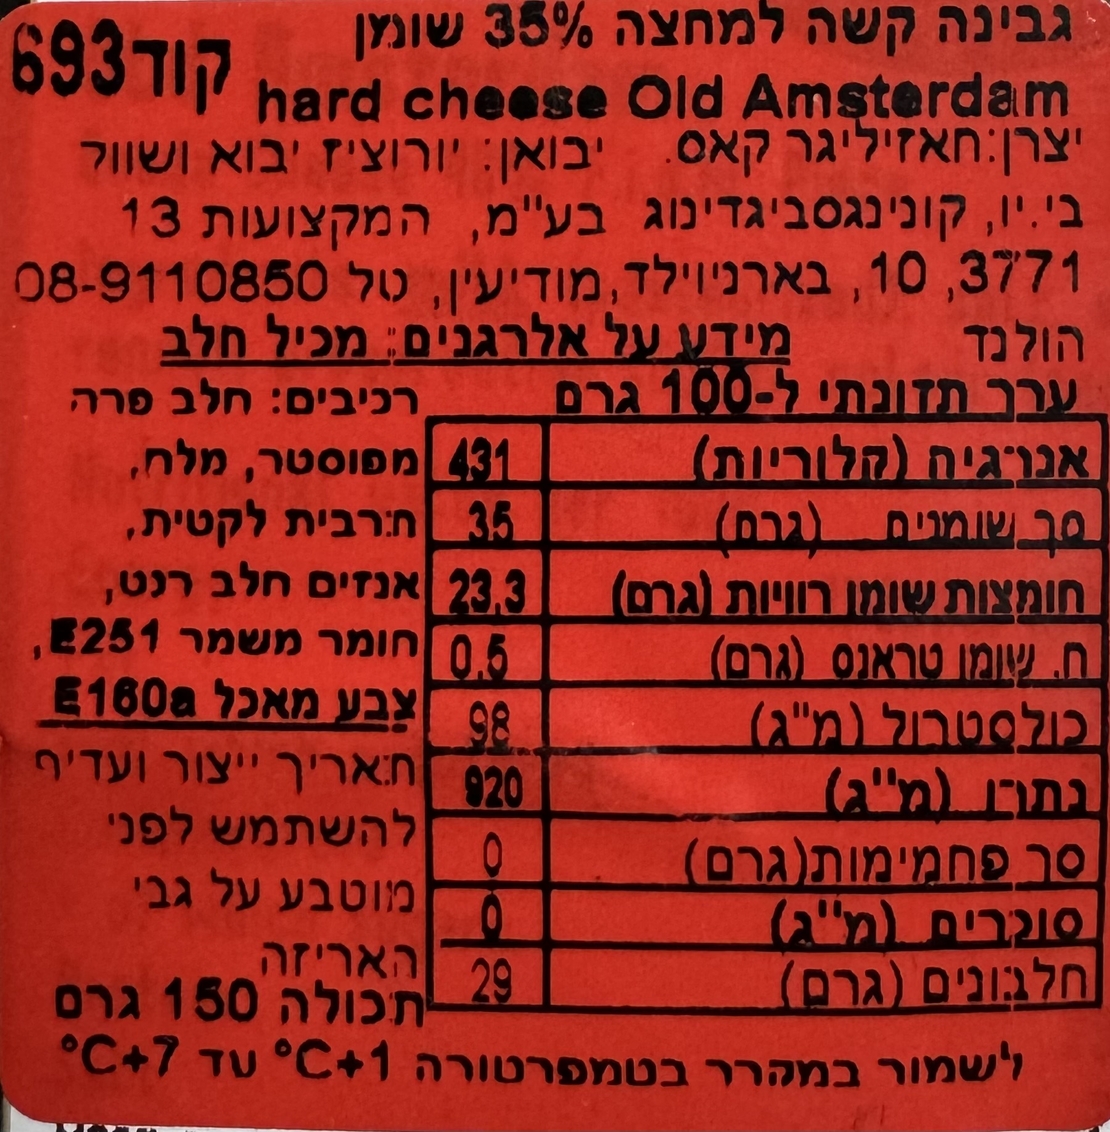 גבינה קשה למחצה 35% שומן
קוד 693
hard cheese Old Amsterdam
יצרן: חאזיליגר קאס.
בי.יו, קונינגסביגדינוג
3771, 10, בארניוילד,
הולנד
יבואן: יורוציז יבוא ושווק
בע"מ, המקצועות 13
מודיעין, טל 08-9110850
מידע על אלרגנים: מכיל חלב
ערך תזונתי ל-100 גרם
אנרגיה (קלוריות) 431
סך שומנים (גרם) 35
חומצות שומן רוויות (גרם) 23.3
ח. שומן טראנס (גרם) 0.5
כולסטרול (מ"ג) 98
נתרן (מ"ג) 920
סך פחמימות (גרם) 0
סוכרים (מ"ג) 0
חלבונים (גרם) 29
רכיבים: חלב פרה
מפוסטר, מלח,
תרבית לקטית,
אנזים חלב רנט,
חומר משמר E251,
צבע מאכל E160a
תאריך ייצור ועדיף
להשתמש לפני
מוטבע על גבי
האריזה
תכולה 150 גרם
לשמור במקרר בטמפרטורה 1+C° עד 7+C°